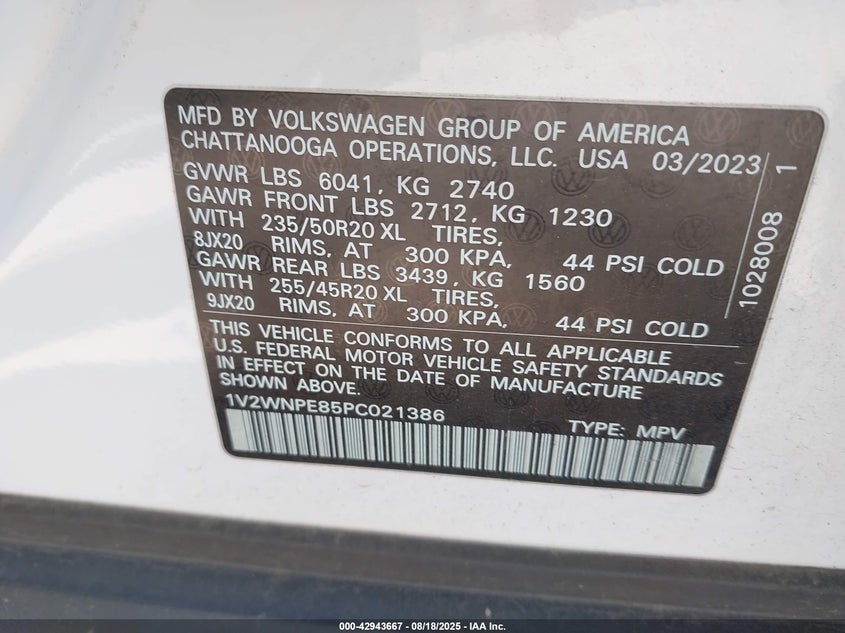 MFD BY VOLKSWAGEN GROUP OF AMERICA
CHATTANOOGA OPERATIONS, LLC. USA 03/2023
GVWR LBS 6041, KG 2740
GAWR FRONT LBS 2712, KG 1230
WITH 235/50R20 XL TIRES,
8JX20 RIMS, AT 300 KPA, 44 PSI COLD
GAWR REAR LBS 3439, KG 1560
WITH 255/45R20 XL TIRES,
9JX20 RIMS, AT 300 KPA, 44 PSI COLD
THIS VEHICLE CONFORMS TO ALL APPLICABLE
U.S. FEDERAL MOTOR VEHICLE SAFETY STANDARDS
IN EFFECT ON THE DATE OF MANUFACTURE
SHOWN ABOVE.
1V2WNPE85PC021386 TYPE: MPV
1028008 1
000-42943667 - 08/18/2025 - IAA Inc.